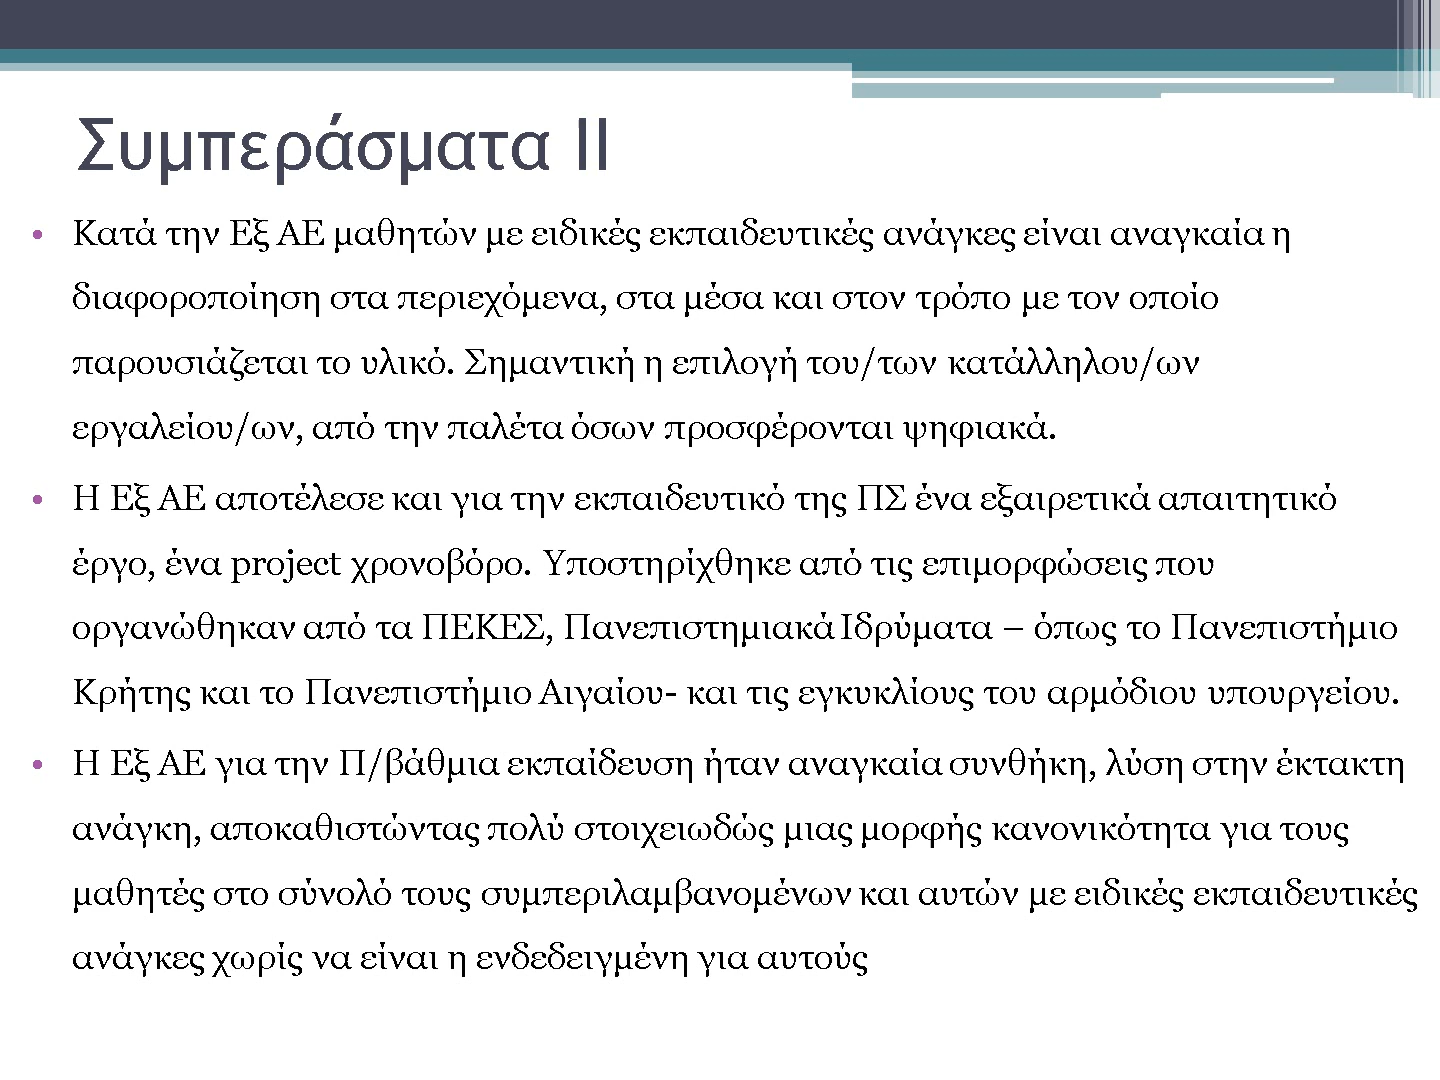 Συμπεράσματα ΙΙ
• Κατά την Εξ ΑΕ μαθητών με ειδικές εκπαιδευτικές ανάγκες είναι αναγκαία η
διαφοροποίηση στα περιεχόμενα, στα μέσα και στον τρόπο με τον οποίο
παρουσιάζεται το υλικό. Σημαντική η επιλογή του/των κατάλληλου/ων
εργαλείου/ων, από την παλέτα όσων προσφέρονται ψηφιακά.
• Η Εξ ΑΕ αποτέλεσε και για την εκπαιδευτικό της ΠΣ ένα εξαιρετικά απαιτητικό
έργο, ένα project χρονοβόρο. Υποστηρίχθηκε από τις επιμορφώσεις που
οργανώθηκαν από τα ΠΕΚΕΣ, Πανεπιστημιακά Ιδρύματα – όπως το Πανεπιστήμιο
Κρήτης και το Πανεπιστήμιο Αιγαίου- και τις εγκυκλίους του αρμόδιου υπουργείου.
• Η Εξ ΑΕ για την Π/βάθμια εκπαίδευση ήταν αναγκαία συνθήκη, λύση στην έκτακτη
ανάγκη, αποκαθιστώντας πολύ στοιχειωδώς μιας μορφής κανονικότητα για τους
μαθητές στο σύνολό τους συμπεριλαμβανομένων και αυτών με ειδικές εκπαιδευτικές
ανάγκες χωρίς να είναι η ενδεδειγμένη για αυτούς